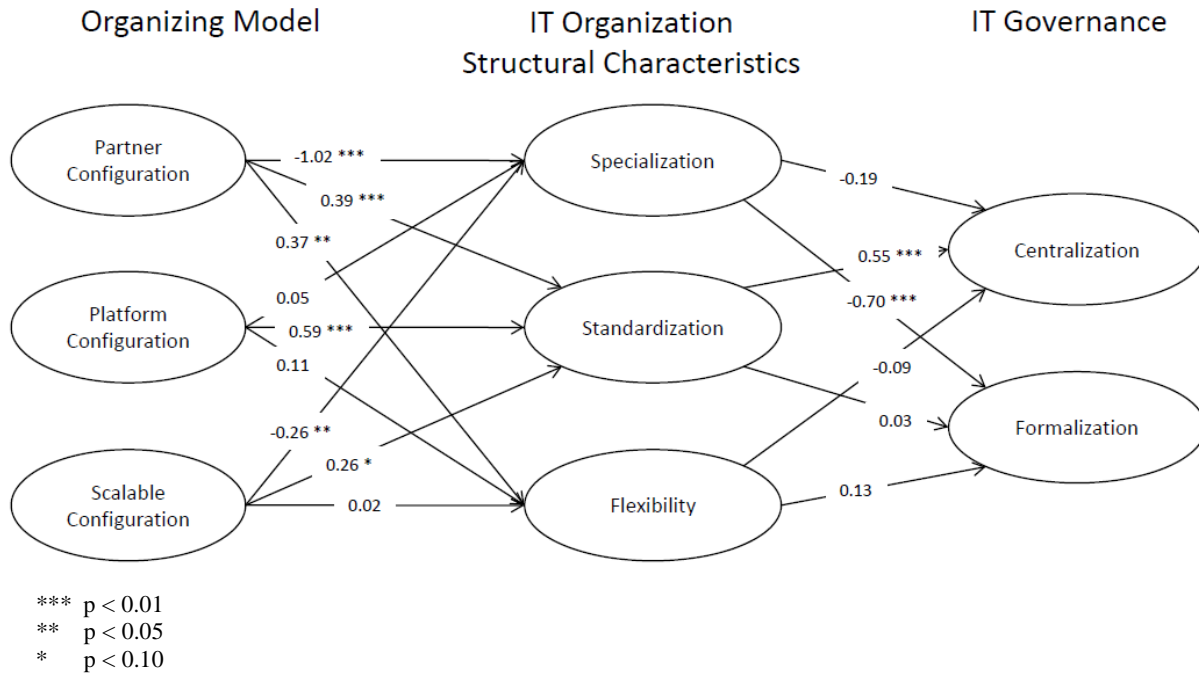 Organizing Model
IT Organization
Structural Characteristics
IT Governance
Partner
Configuration
Platform
Configuration
Scalable
Configuration
-1.02 ***
0.39 ***
0.37 **
0.05
0.59 ***
0.11
-0.26 **
0.26 *
0.02
Specialization
Standardization
Flexibility
-0.19
0.55 ***
-0.70 ***
-0.09
0.03
0.13
Centralization
Formalization
*** p < 0.01
** p < 0.05
* p < 0.10